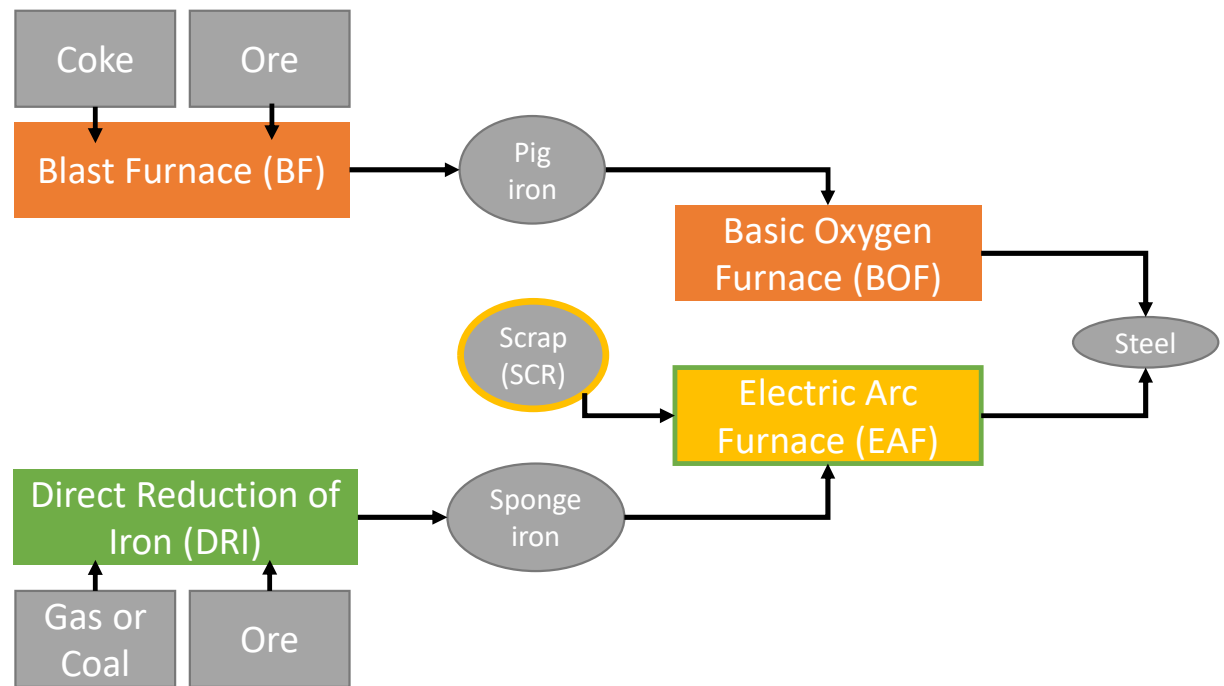 Coke
Ore
Blast Furnace (BF)
Pig
iron
Basic Oxygen
Furnace (BOF)
Scrap
(SCR)
Steel
Electric Arc
Furnace (EAF)
Direct Reduction of
Iron (DRI)
Sponge
iron
Gas or
Coal
Ore